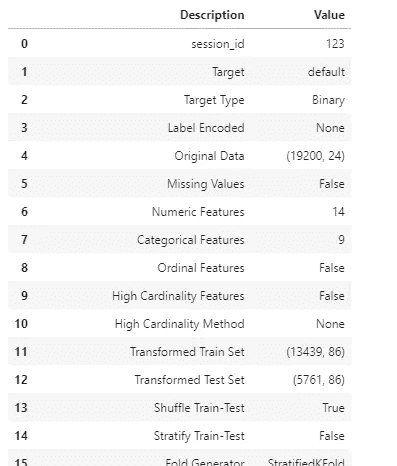 Description Value
0 session_id 123
1 Target default
2 Target Type Binary
3 Label Encoded None
4 Original Data (19200, 24)
5 Missing Values False
6 Numeric Features 14
7 Categorical Features 9
8 Ordinal Features False
9 High Cardinality Features False
10 High Cardinality Method None
11 Transformed Train Set (13439, 86)
12 Transformed Test Set (5761, 86)
13 Shuffle Train-Test True
14 Stratify Train-Test False
15 Fold Generator StratifiedKFold